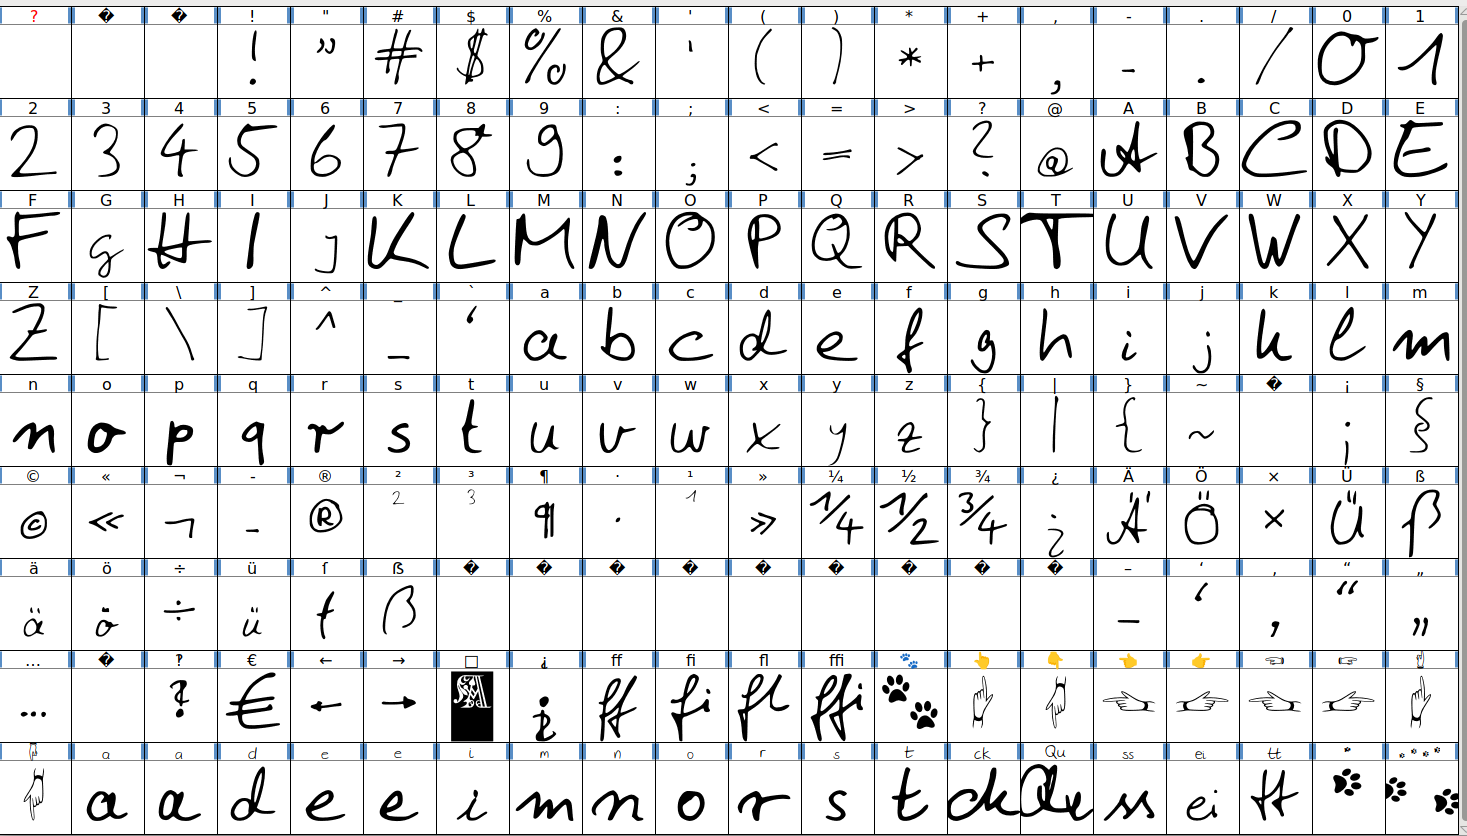 ? � � ! " # $ % & ' ( ) * + , - . / 0 1
! " # $ % & ' ( ) * + , - . / 0 1
2 3 4 5 6 7 8 9 : ; < = > ? @ A B C D E
2 3 4 5 6 7 8 9 : ; < = > ? @ A B C D E
F G H I J K L M N O P Q R S T U V W X Y
F G H I J K L M N O P Q R S T U V W X Y
Z [ \ ] ^ _ ` a b c d e f g h i j k l m
Z [ \ ] ^ _ ‘ a b c d e f g h i j k l m
n o p q r s t u v w x y z { | } ~ � ¡ §
n o p q r s t u v w x y z } | { ~ ¡ §
© « ¬ - ® ² ³ ¶ · ¹ » ¼ ½ ¾ ¿ Ä Ö × Ü ß
© « ¬ - ® ² ³ ¶ · ¹ » ¼ ½ ¾ ¿ Ä Ö × Ü ß
ä ö ÷ ü ſ ẞ � � � � � � � � � – ‘ ‚ “ „
ä ö ÷ ü ſ ẞ – ‘ ‚ “ „
… � ‽ € ← → □ ⸘ ff fi fl ffi 🐾 👆 👇 👈 👉 ☜ ☞ ☝
… ‽ € ← → A ⸘ ff fi fl ffi
☟ a a d e e i m n o r s t ck Qu ss ei tt
a a d e e i m n o r s t ck Qu ss ei tt